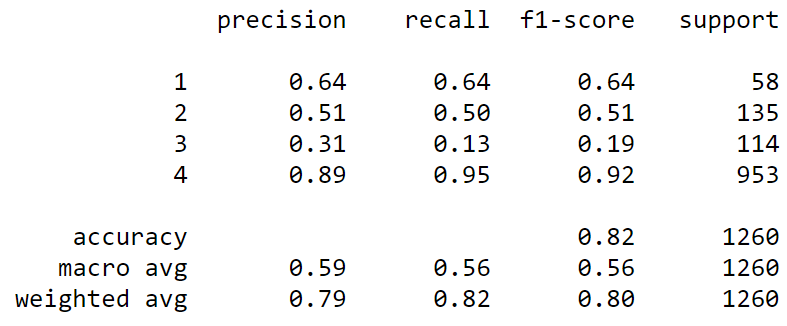 precision recall f1-score support
1 0.64 0.64 0.64 58
2 0.51 0.50 0.51 135
3 0.31 0.13 0.19 114
4 0.89 0.95 0.92 953
accuracy 0.82 1260
macro avg 0.59 0.56 0.56 1260
weighted avg 0.79 0.82 0.80 1260